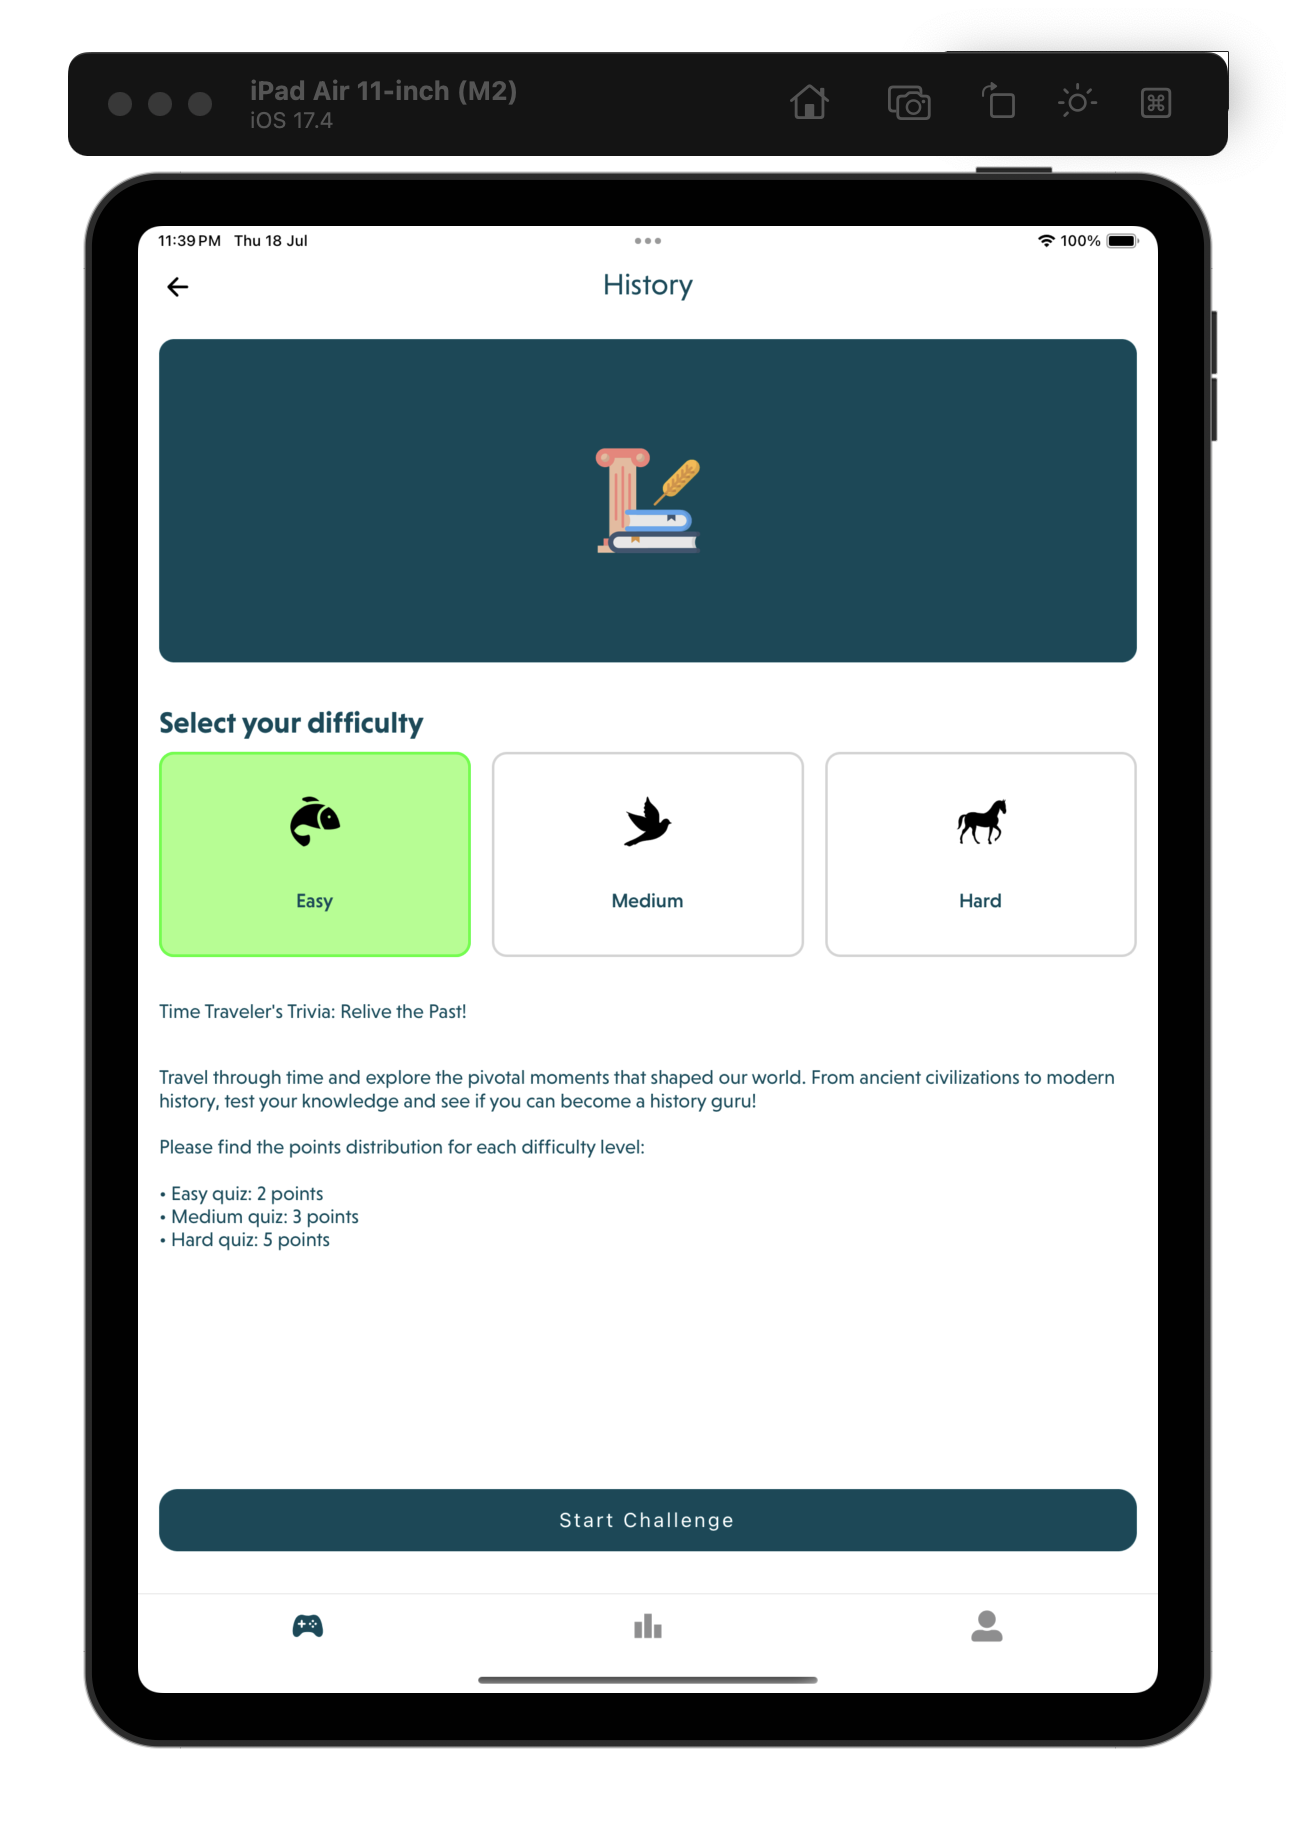 iPad Air 11-inch (M2)
iOS 17.4
11:39 PM Thu 18 Jul
100%
History
Select your difficulty
Easy
Medium
Hard
Time Traveler's Trivia: Relive the Past!
Travel through time and explore the pivotal moments that shaped our world. From ancient civilizations to modern
history, test your knowledge and see if you can become a history guru!
Please find the points distribution for each difficulty level:
• Easy quiz: 2 points
• Medium quiz: 3 points
• Hard quiz: 5 points
Start Challenge